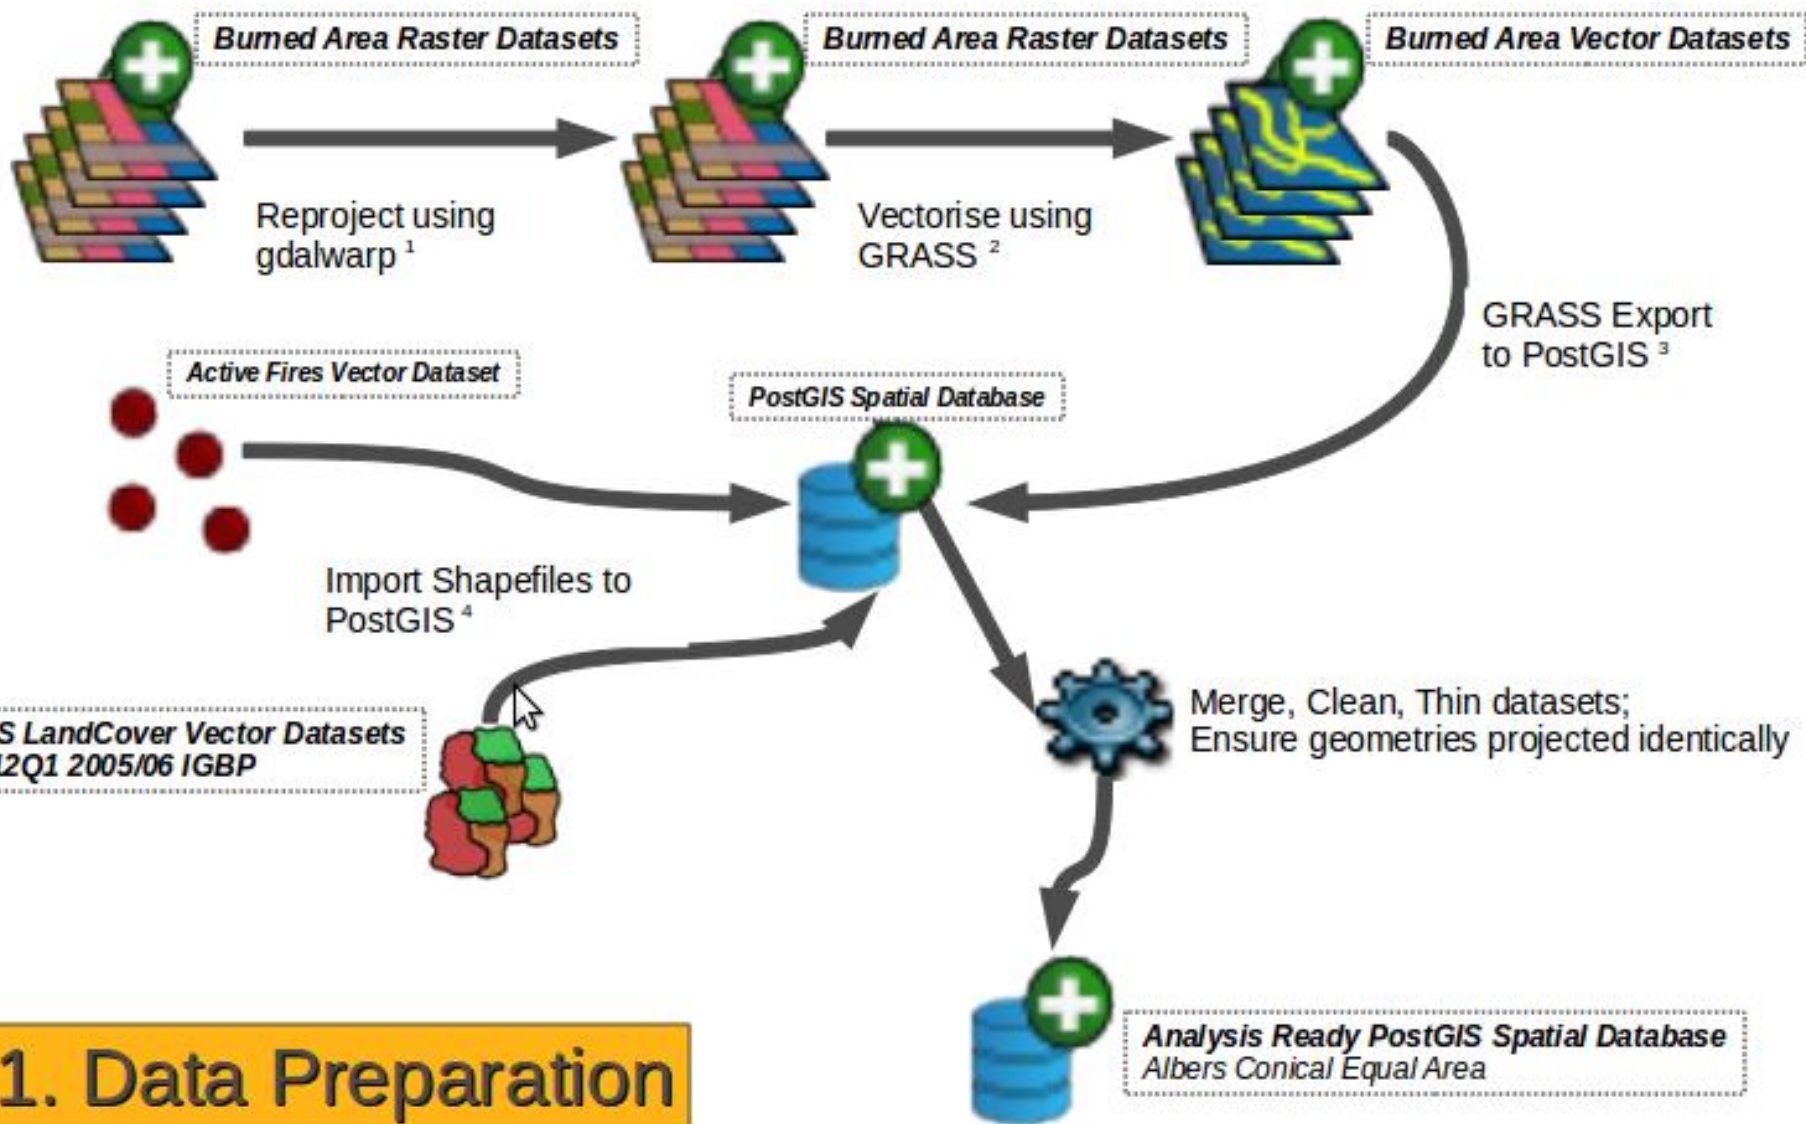 Burned Area Raster Datasets
Burned Area Raster Datasets
Burned Area Vector Datasets
Reproject using
gdalwarp ¹
Vectorise using
GRASS ²
GRASS Export
to PostGIS ³
Active Fires Vector Dataset
PostGIS Spatial Database
Import Shapefiles to
PostGIS ⁴
S LandCover Vector Datasets
2Q1 2005/06 IGBP
Merge, Clean, Thin datasets;
Ensure geometries projected identically
Analysis Ready PostGIS Spatial Database
Albers Conical Equal Area
1. Data Preparation